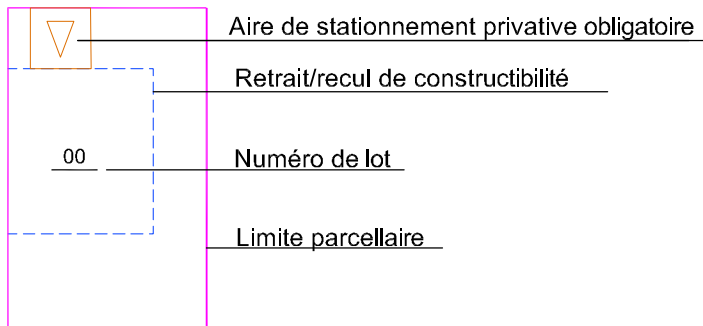 Aire de stationnement privative obligatoire
Retrait/recul de constructibilité
00
Numéro de lot
Limite parcellaire